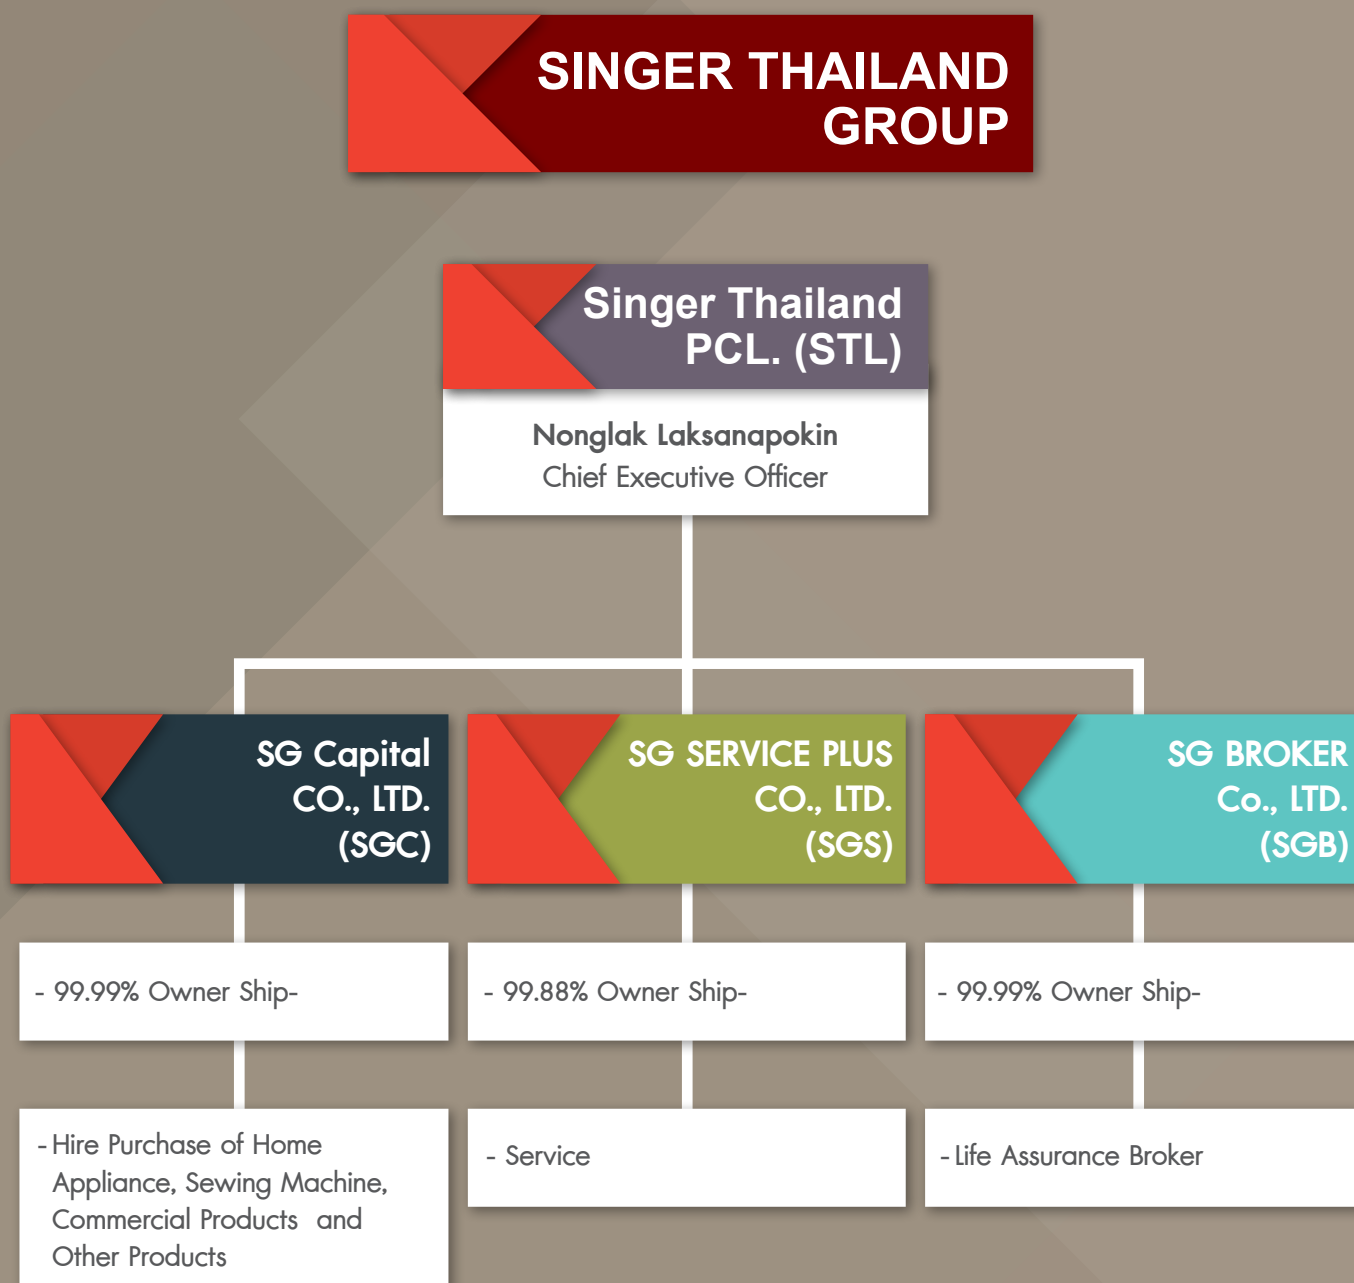 SINGER THAILAND
GROUP
Singer Thailand
PCL. (STL)
Nonglak Laksanapokin
Chief Executive Officer
SG Capital
CO., LTD.
(SGC)
- 99.99% Owner Ship-
- Hire Purchase of Home
Appliance, Sewing Machine,
Commercial Products and
Other Products
SG SERVICE PLUS
CO., LTD.
(SGS)
- 99.88% Owner Ship-
- Service
SG BROKER
Co., LTD.
(SGB)
- 99.99% Owner Ship-
- Life Assurance Broker